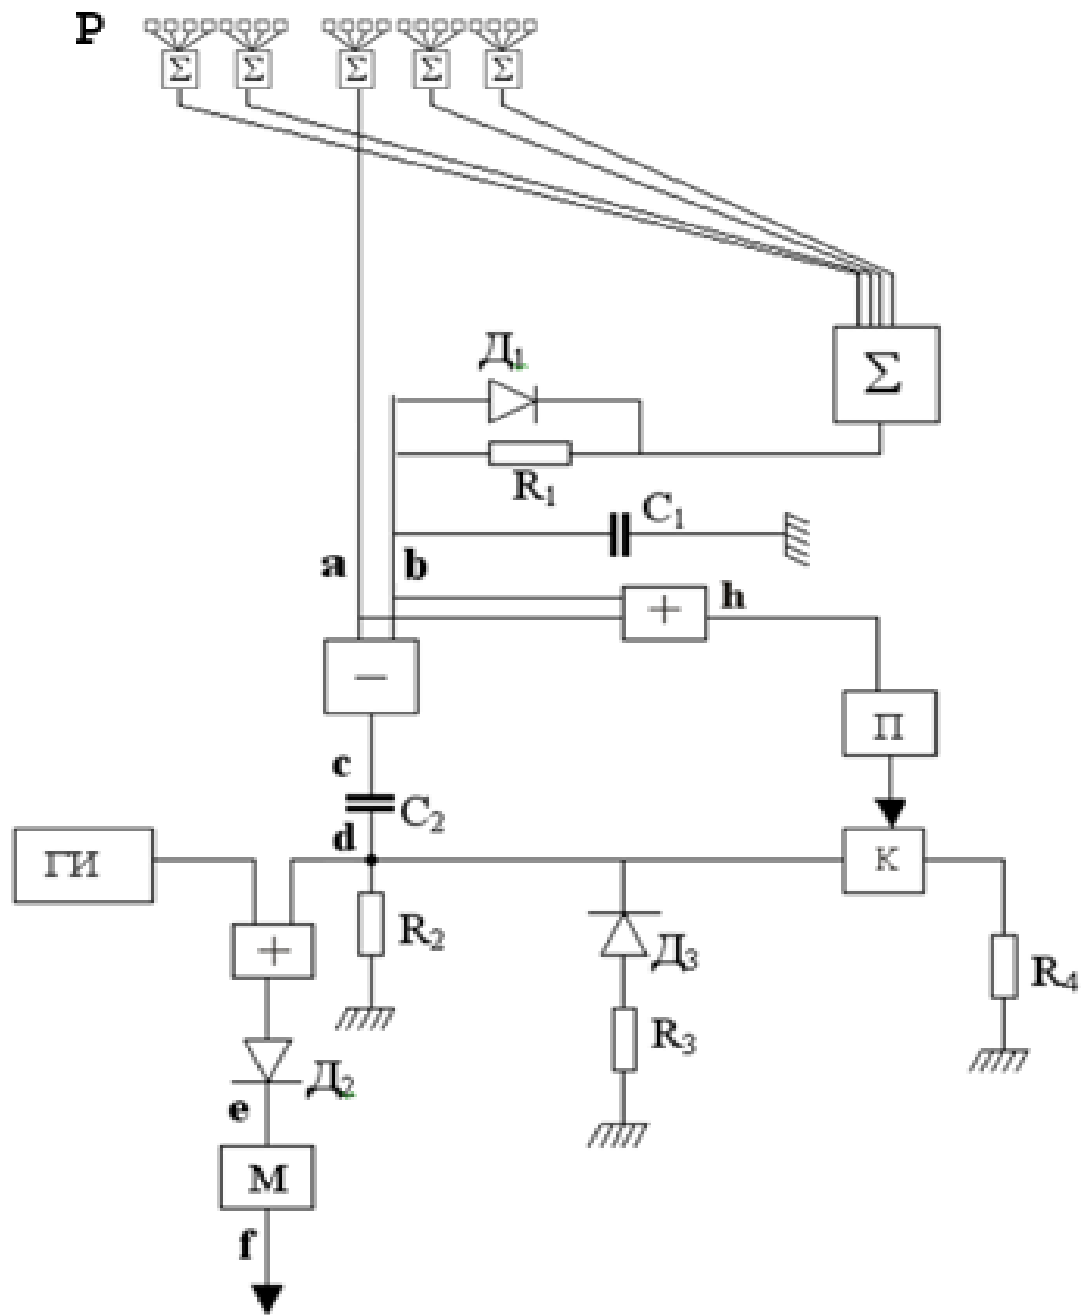 P
Σ Σ Σ Σ Σ
Σ
Д₁
R₁
C₁
a b
+ h
−
П
c
C₂
d
ГИ
К
R₂
+
Д₃
R₄
R₃
Д₂
e
М
f